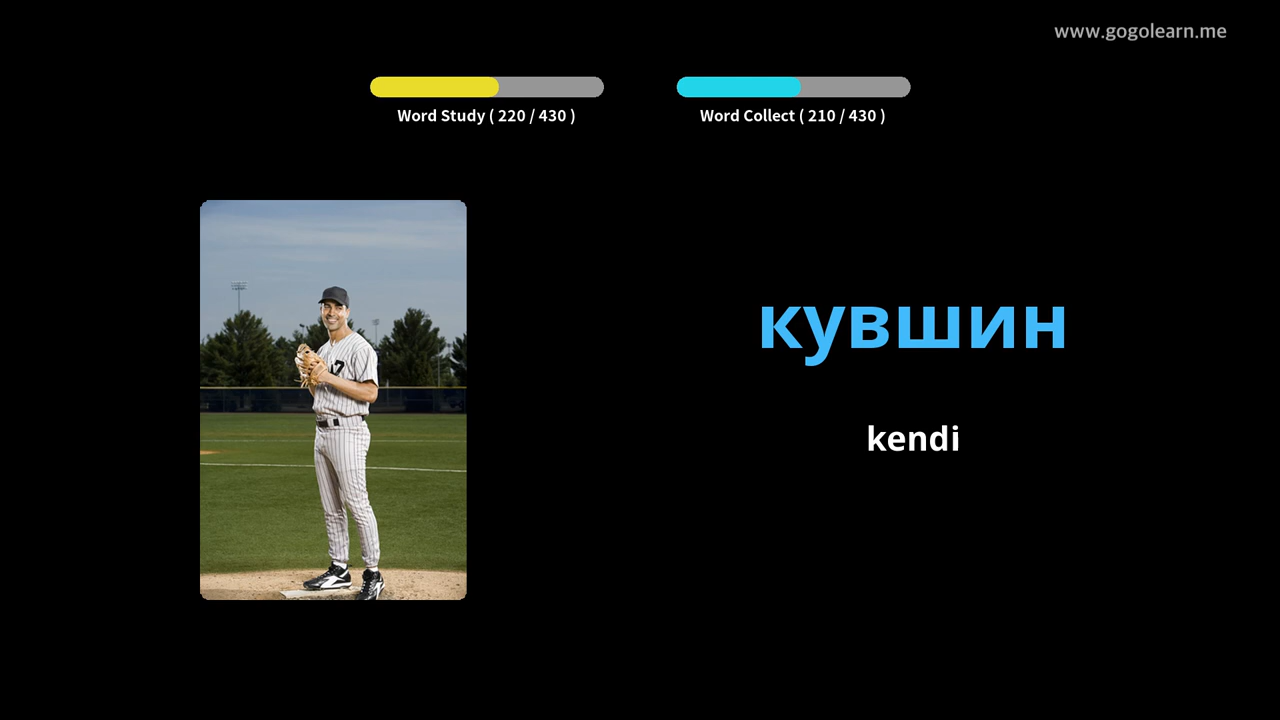 www.gogolearn.me
Word Study ( 220 / 430 )
Word Collect ( 210 / 430 )
кувшин
kendi